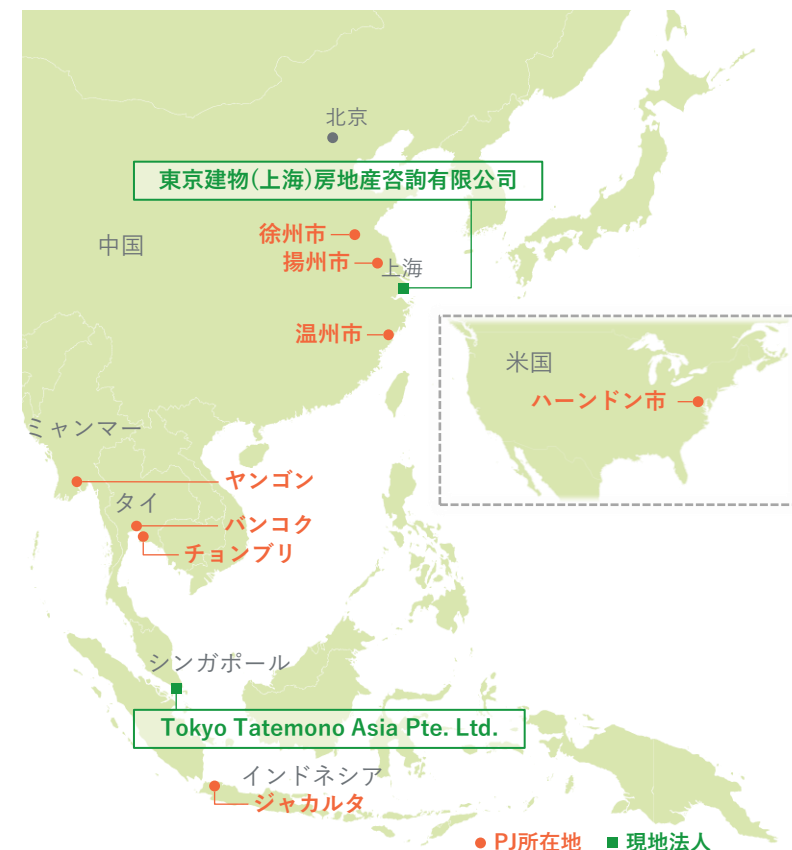 北京
東京建物(上海)房地産咨詢有限公司
徐州市
中国
揚州市
上海
温州市
米国
ハーンドン市
ミャンマー
ヤンゴン
タイ
バンコク
チョンブリ
シンガポール
Tokyo Tatemono Asia Pte. Ltd.
インドネシア
ジャカルタ
PJ所在地 現地法人